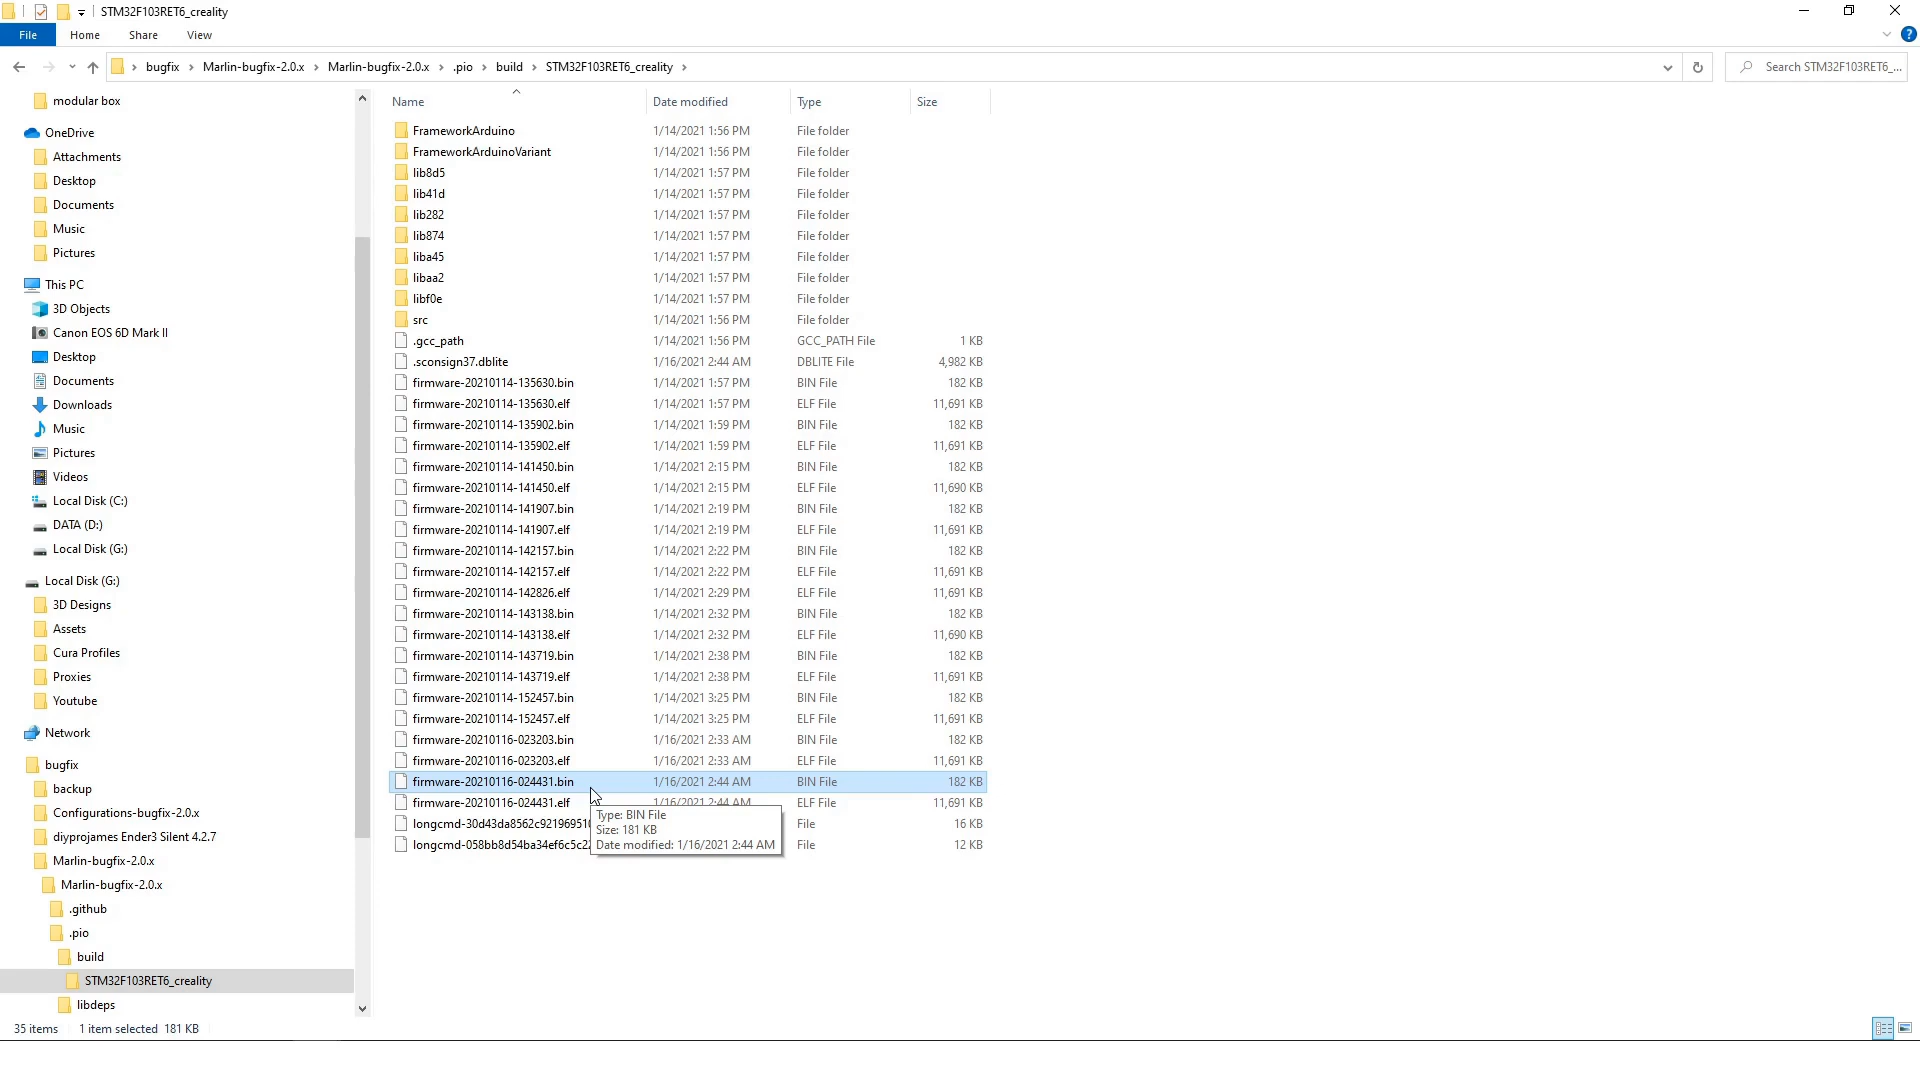 STM32F103RET6_creality
File Home Share View
bugfix Marlin-bugfix-2.0.x Marlin-bugfix-2.0.x .pio build STM32F103RET6_creality
Search STM32F103RET6_...
modular box
OneDrive
Attachments
Desktop
Documents
Music
Pictures
This PC
3D Objects
Canon EOS 6D Mark II
Desktop
Documents
Downloads
Music
Pictures
Videos
Local Disk (C:)
DATA (D:)
Local Disk (G:)
Local Disk (G:)
3D Designs
Assets
Cura Profiles
Proxies
Youtube
Network
bugfix
backup
Configurations-bugfix-2.0.x
diyprojames Ender3 Silent 4.2.7
Marlin-bugfix-2.0.x
Marlin-bugfix-2.0.x
.github
.pio
build
STM32F103RET6_creality
libdeps
Name Date modified Type Size
FrameworkArduino 1/14/2021 1:56 PM File folder
FrameworkArduinoVariant 1/14/2021 1:56 PM File folder
lib8d5 1/14/2021 1:57 PM File folder
lib41d 1/14/2021 1:57 PM File folder
lib282 1/14/2021 1:57 PM File folder
lib874 1/14/2021 1:57 PM File folder
liba45 1/14/2021 1:57 PM File folder
libaa2 1/14/2021 1:57 PM File folder
libf0e 1/14/2021 1:57 PM File folder
src 1/14/2021 1:56 PM File folder
.gcc_path 1/14/2021 1:56 PM GCC_PATH File 1 KB
.sconsign37.dblite 1/16/2021 2:44 AM DBLITE File 4,982 KB
firmware-20210114-135630.bin 1/14/2021 1:57 PM BIN File 182 KB
firmware-20210114-135630.elf 1/14/2021 1:57 PM ELF File 11,691 KB
firmware-20210114-135902.bin 1/14/2021 1:59 PM BIN File 182 KB
firmware-20210114-135902.elf 1/14/2021 1:59 PM ELF File 11,691 KB
firmware-20210114-141450.bin 1/14/2021 2:15 PM BIN File 182 KB
firmware-20210114-141450.elf 1/14/2021 2:15 PM ELF File 11,690 KB
firmware-20210114-141907.bin 1/14/2021 2:19 PM BIN File 182 KB
firmware-20210114-141907.elf 1/14/2021 2:19 PM ELF File 11,691 KB
firmware-20210114-142157.bin 1/14/2021 2:22 PM BIN File 182 KB
firmware-20210114-142157.elf 1/14/2021 2:22 PM ELF File 11,691 KB
firmware-20210114-142826.elf 1/14/2021 2:29 PM ELF File 11,691 KB
firmware-20210114-143138.bin 1/14/2021 2:32 PM BIN File 182 KB
firmware-20210114-143138.elf 1/14/2021 2:32 PM ELF File 11,690 KB
firmware-20210114-143719.bin 1/14/2021 2:38 PM BIN File 182 KB
firmware-20210114-143719.elf 1/14/2021 2:38 PM ELF File 11,691 KB
firmware-20210114-152457.bin 1/14/2021 3:25 PM BIN File 182 KB
firmware-20210114-152457.elf 1/14/2021 3:25 PM ELF File 11,691 KB
firmware-20210116-023203.bin 1/16/2021 2:33 AM BIN File 182 KB
firmware-20210116-023203.elf 1/16/2021 2:33 AM ELF File 11,691 KB
firmware-20210116-024431.bin 1/16/2021 2:44 AM BIN File 182 KB
firmware-20210116-024431.elf 1/16/2021 2:44 AM ELF File 11,691 KB
longcmd-30d43da8562c92196951 File 16 KB
longcmd-058bb8d54ba34ef6c5c2 File 12 KB
Type: BIN File
Size: 181 KB
Date modified: 1/16/2021 2:44 AM
35 items 1 item selected 181 KB